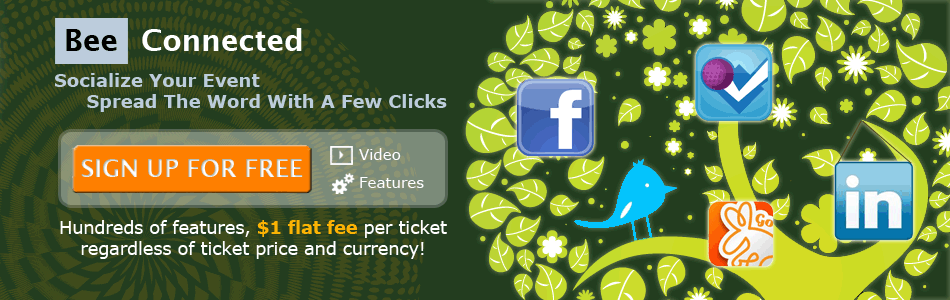 Bee Connected
Socialize Your Event
Spread The Word With A Few Clicks
SIGN UP FOR FREE
Video
Features
Hundreds of features, $1 flat fee per ticket
regardless of ticket price and currency!
f
in